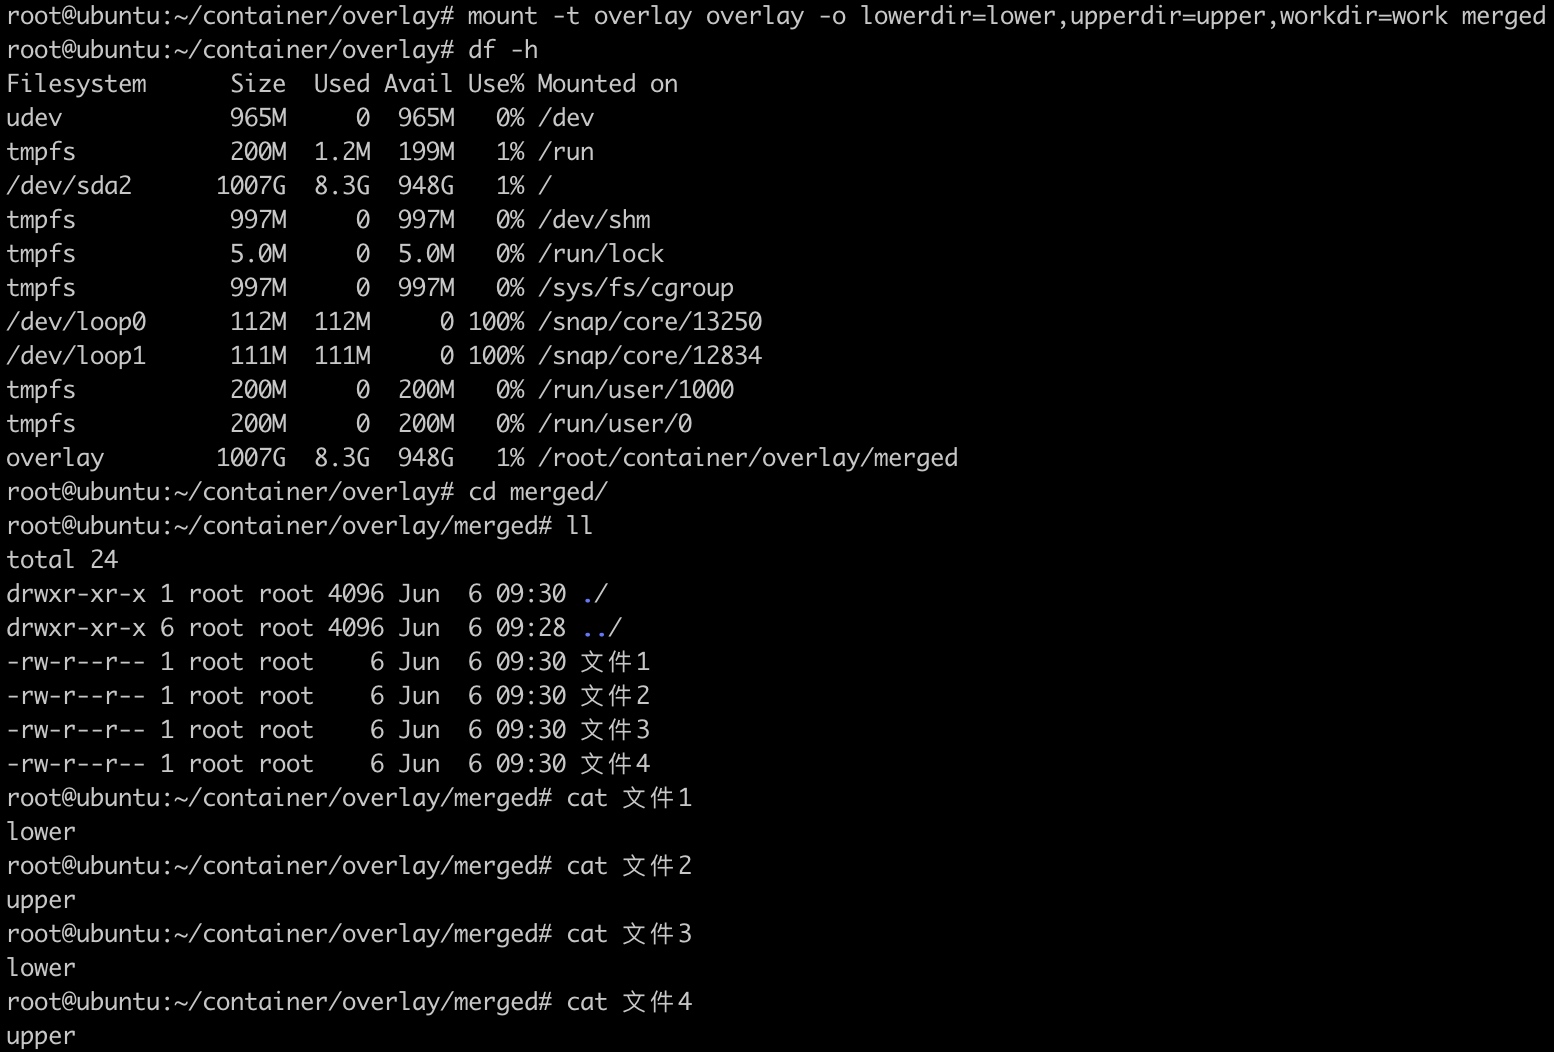 root@ubuntu:~/container/overlay# mount -t overlay overlay -o lowerdir=lower,upperdir=upper,workdir=work merged
root@ubuntu:~/container/overlay# df -h
Filesystem      Size  Used Avail Use% Mounted on
udev            965M     0  965M   0% /dev
tmpfs           200M  1.2M  199M   1% /run
/dev/sda2      1007G  8.3G  948G   1% /
tmpfs           997M     0  997M   0% /dev/shm
tmpfs           5.0M     0  5.0M   0% /run/lock
tmpfs           997M     0  997M   0% /sys/fs/cgroup
/dev/loop0      112M  112M     0 100% /snap/core/13250
/dev/loop1      111M  111M     0 100% /snap/core/12834
tmpfs           200M     0  200M   0% /run/user/1000
tmpfs           200M     0  200M   0% /run/user/0
overlay        1007G  8.3G  948G   1% /root/container/overlay/merged
root@ubuntu:~/container/overlay# cd merged/
root@ubuntu:~/container/overlay/merged# ll
total 24
drwxr-xr-x 1 root root 4096 Jun  6 09:30 ./
drwxr-xr-x 6 root root 4096 Jun  6 09:28 ../
-rw-r--r-- 1 root root    6 Jun  6 09:30 文件1
-rw-r--r-- 1 root root    6 Jun  6 09:30 文件2
-rw-r--r-- 1 root root    6 Jun  6 09:30 文件3
-rw-r--r-- 1 root root    6 Jun  6 09:30 文件4
root@ubuntu:~/container/overlay/merged# cat 文件1
lower
root@ubuntu:~/container/overlay/merged# cat 文件2
upper
root@ubuntu:~/container/overlay/merged# cat 文件3
lower
root@ubuntu:~/container/overlay/merged# cat 文件4
upper